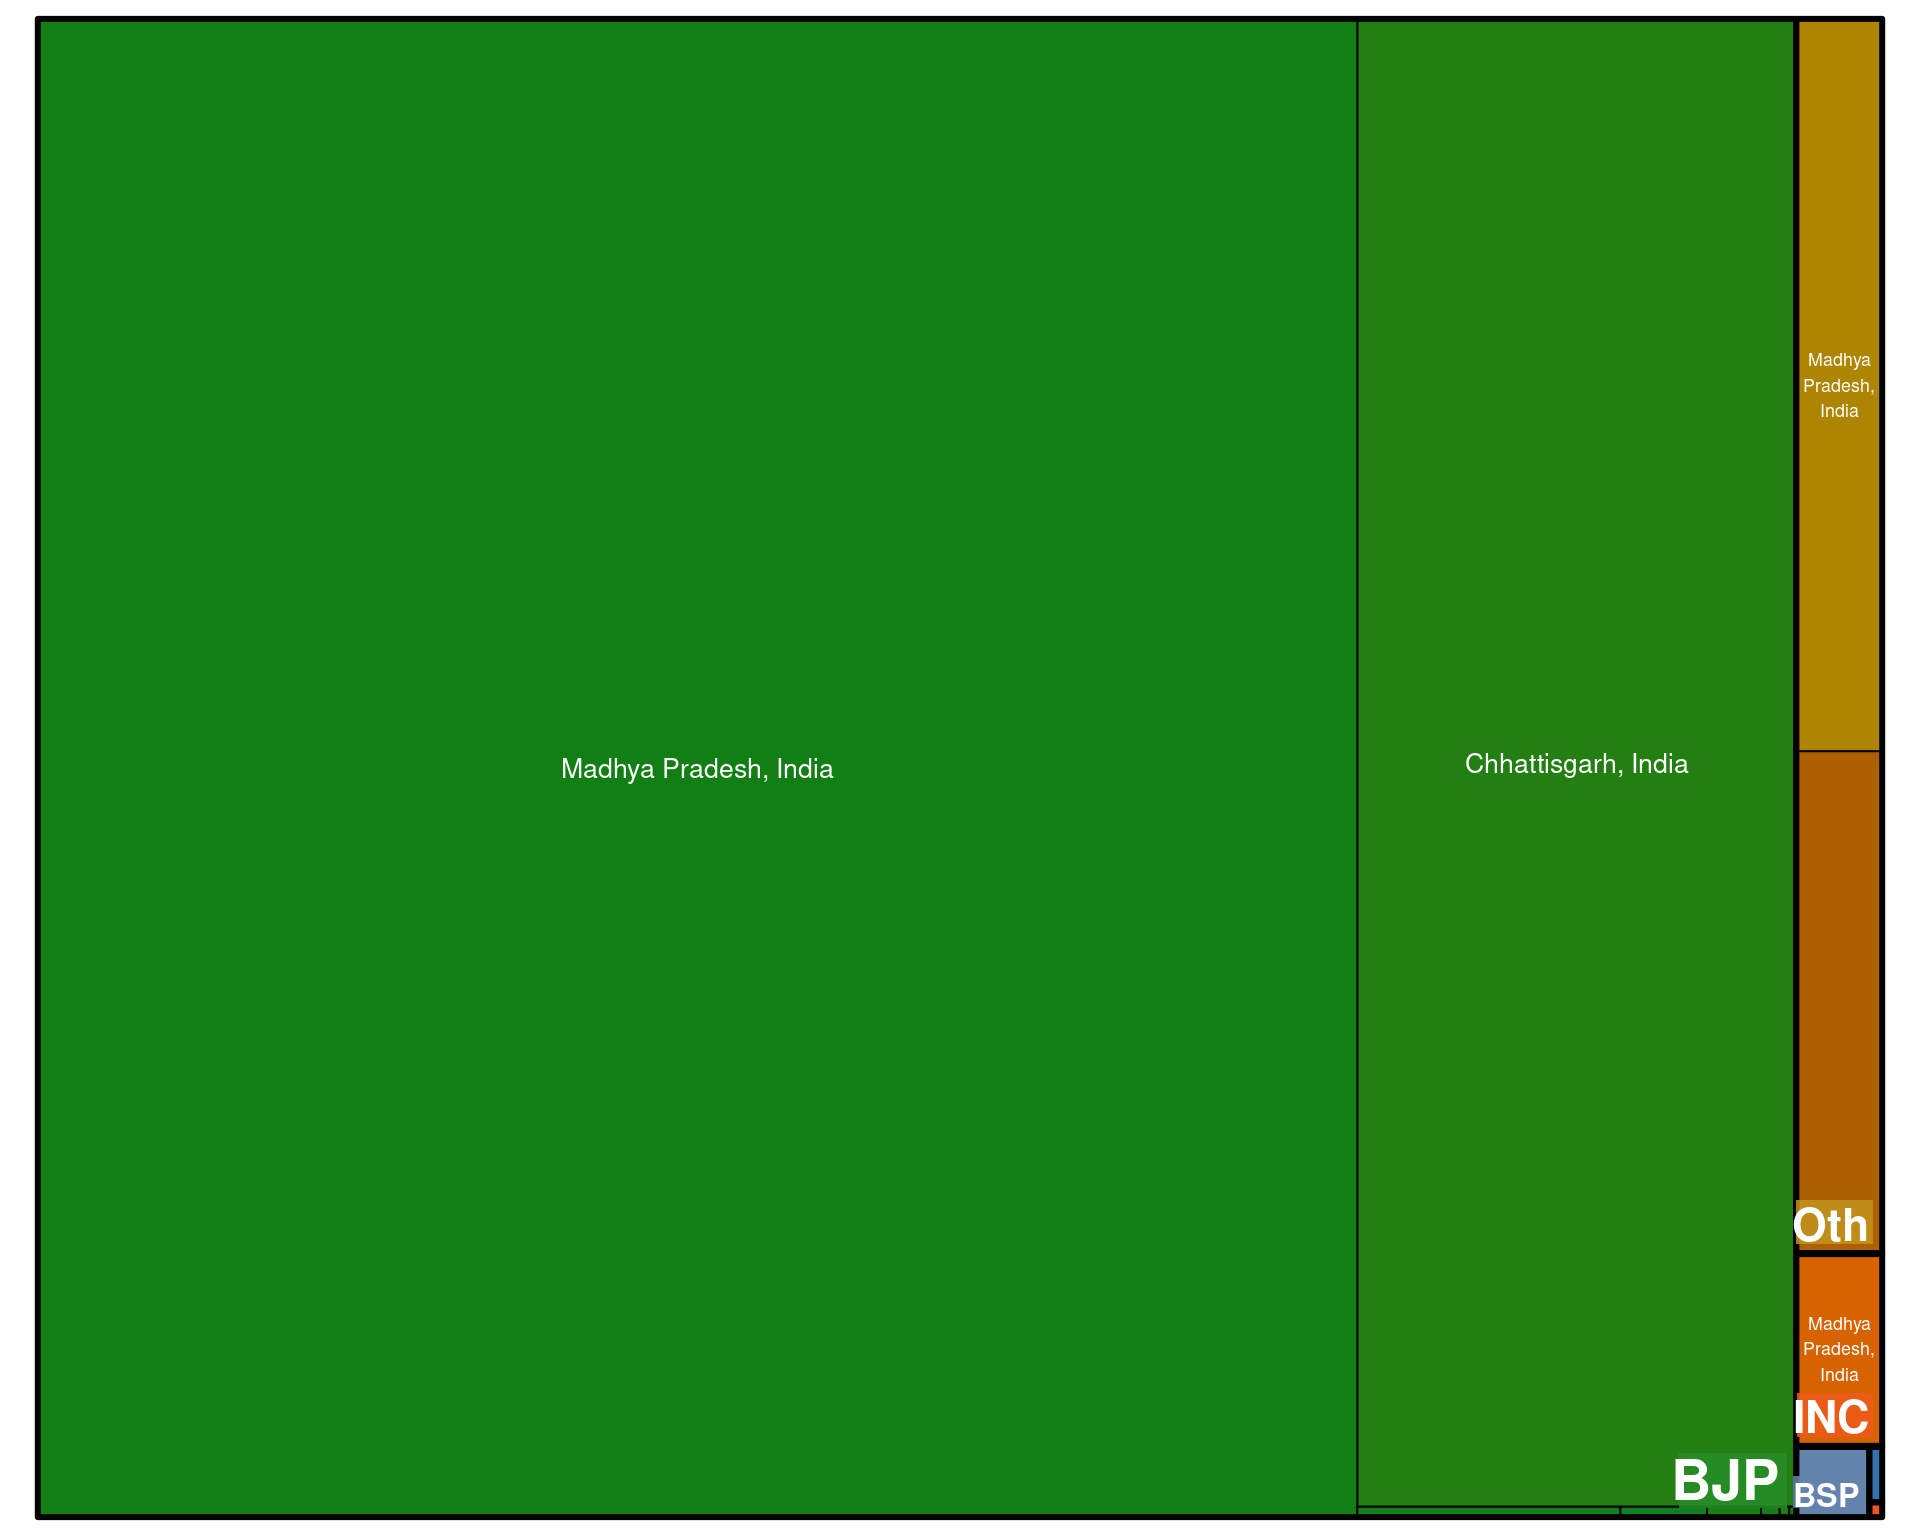 Madhya Pradesh, India
Chhattisgarh, India
Madhya
Pradesh,
India
Oth
Madhya
Pradesh,
India
INC
BJP
BSP